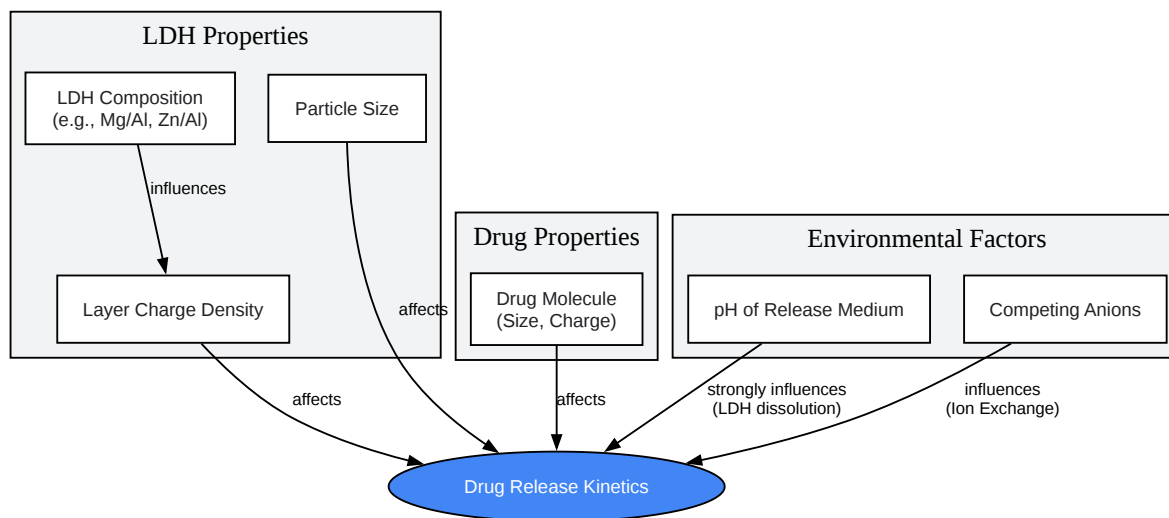 LDH Properties
LDH Composition
(e.g., Mg/Al, Zn/Al)
Particle Size
influences
Layer Charge Density
affects
affects
Drug Properties
Drug Molecule
(Size, Charge)
affects
Environmental Factors
pH of Release Medium
Competing Anions
strongly influences
(LDH dissolution)
influences
(Ion Exchange)
Drug Release Kinetics